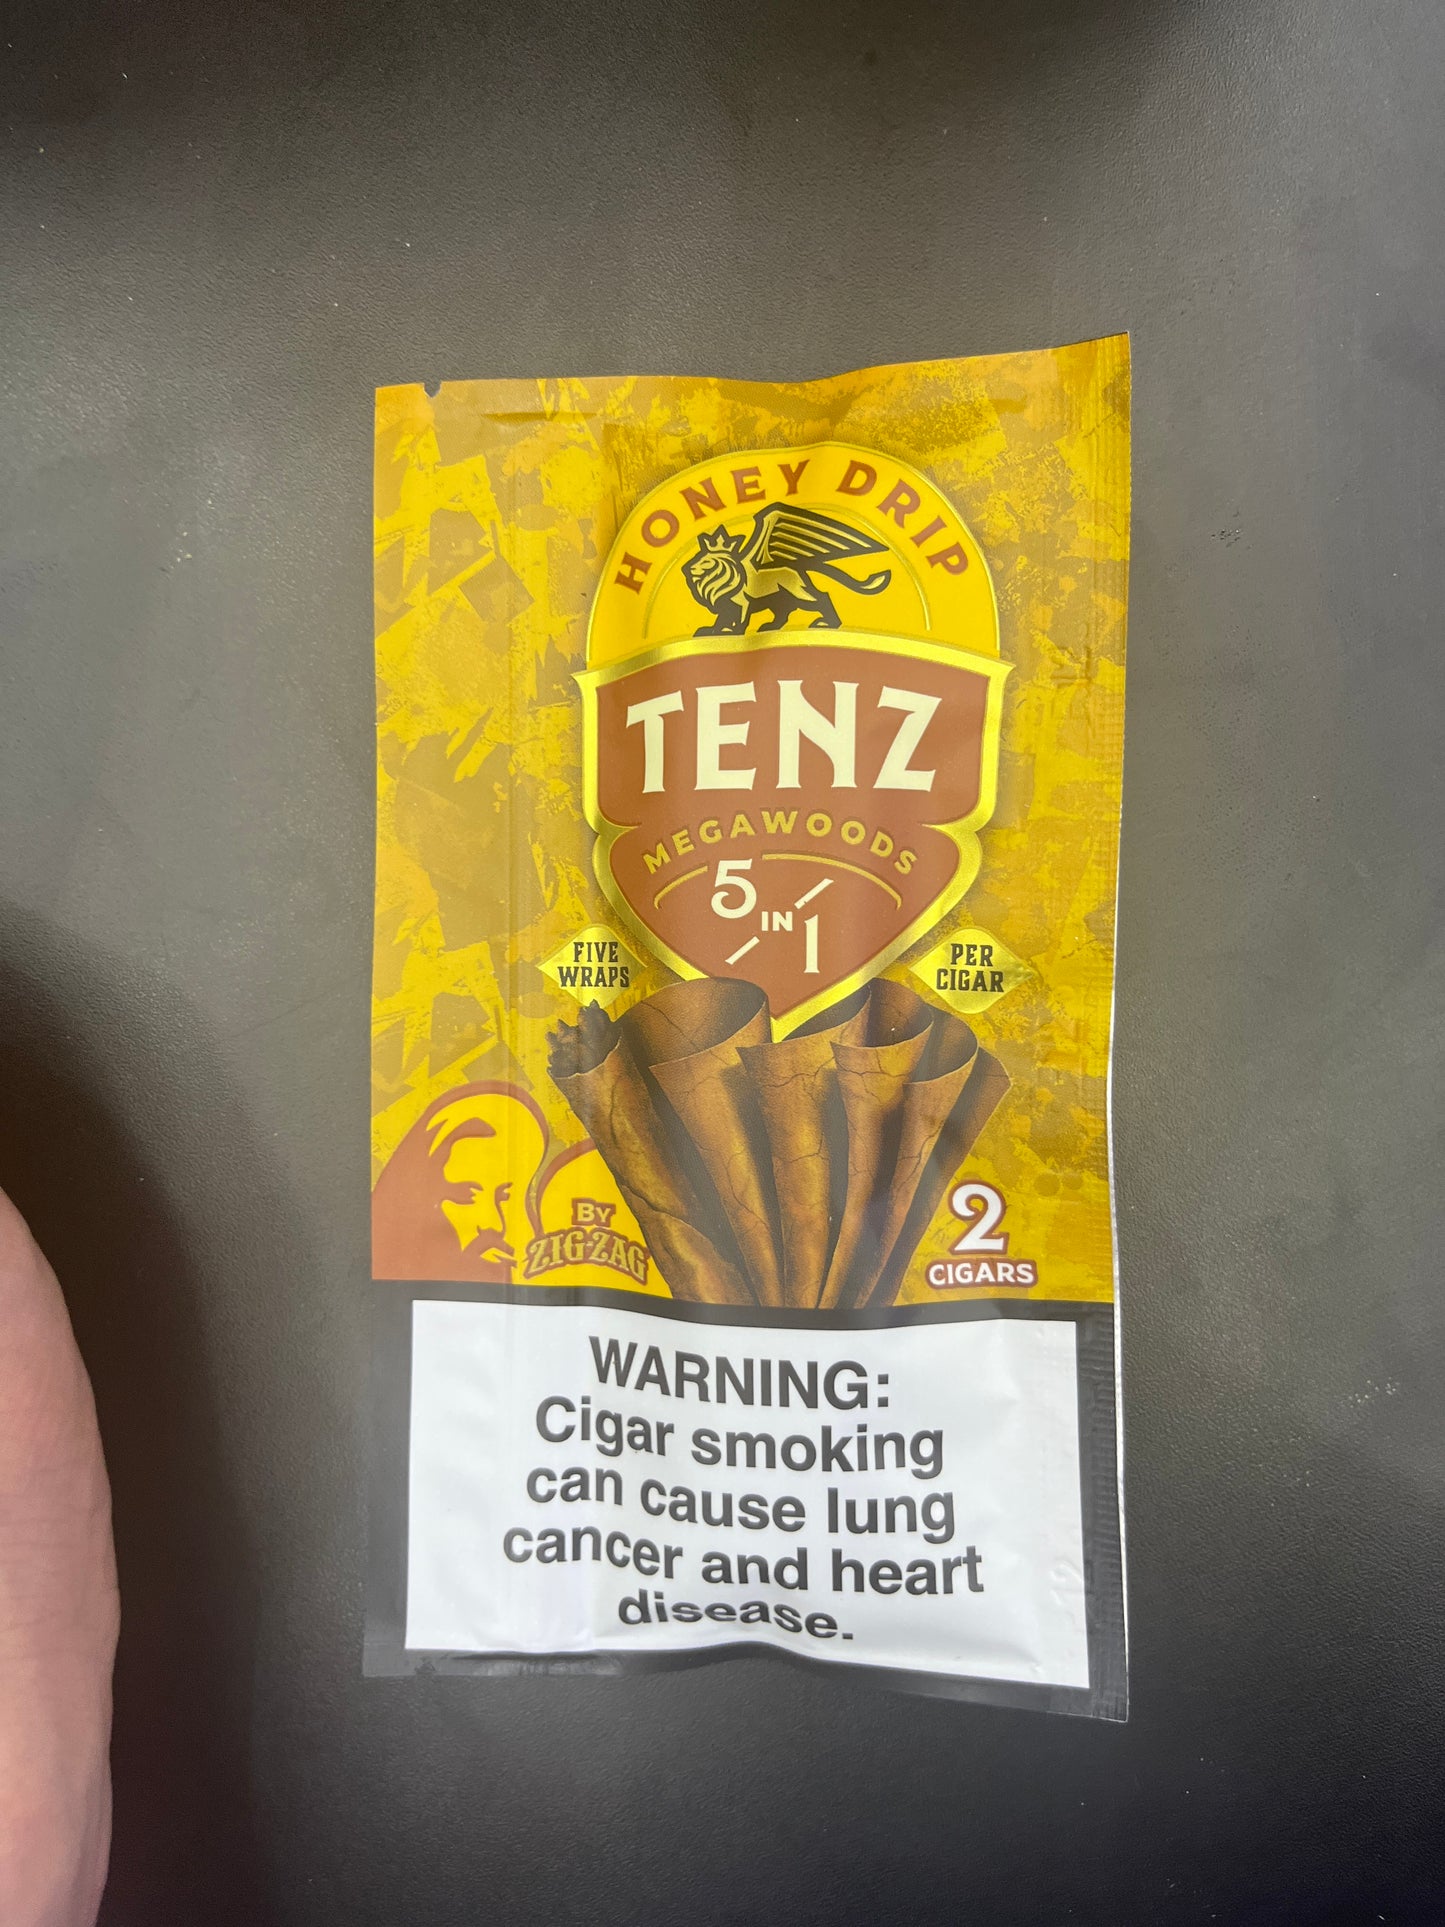 HONEY DRIP
TENZ
MEGAWOODS
5 IN 1
FIVE
WRAPS
PER
CIGAR
BY
ZIG-ZAG
2
CIGARS
WARNING:
Cigar smoking
can cause lung
cancer and heart
disease.